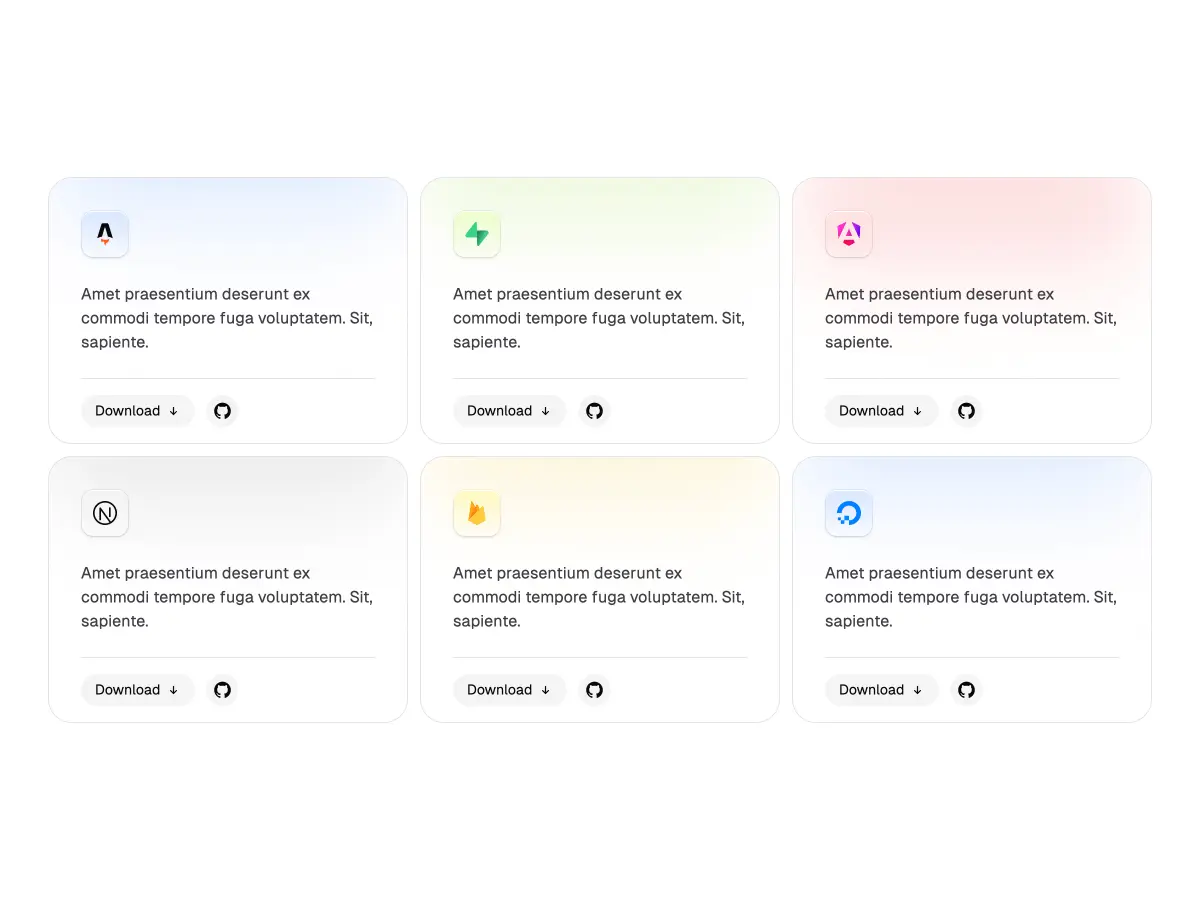 Amet praesentium deserunt ex
commodi tempore fuga voluptatem. Sit,
sapiente.
Download
Amet praesentium deserunt ex
commodi tempore fuga voluptatem. Sit,
sapiente.
Download
Amet praesentium deserunt ex
commodi tempore fuga voluptatem. Sit,
sapiente.
Download
Amet praesentium deserunt ex
commodi tempore fuga voluptatem. Sit,
sapiente.
Download
Amet praesentium deserunt ex
commodi tempore fuga voluptatem. Sit,
sapiente.
Download
Amet praesentium deserunt ex
commodi tempore fuga voluptatem. Sit,
sapiente.
Download